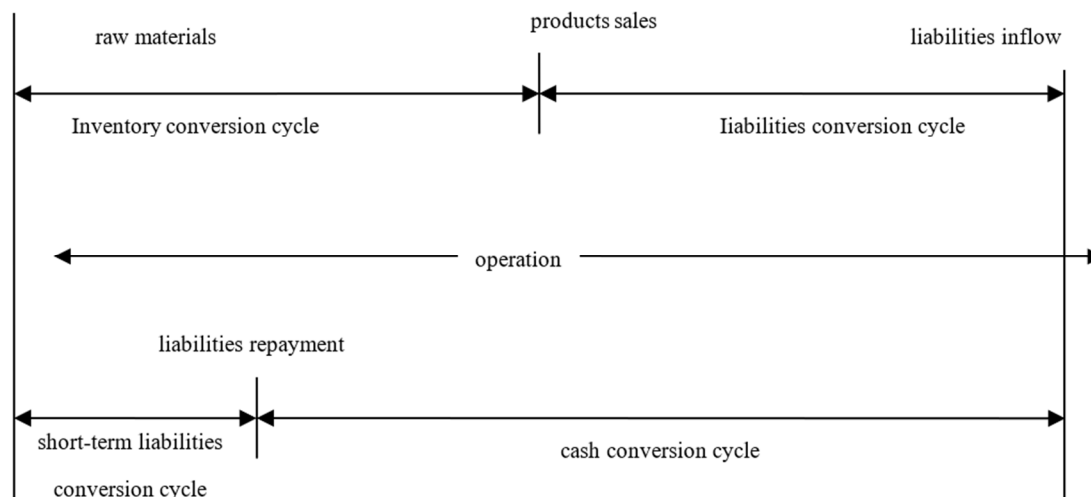 products sales
raw materials
liabilities inflow
Inventory conversion cycle
Iiabilities conversion cycle
operation
liabilities repayment
short-term liabilities
conversion cycle
cash conversion cycle